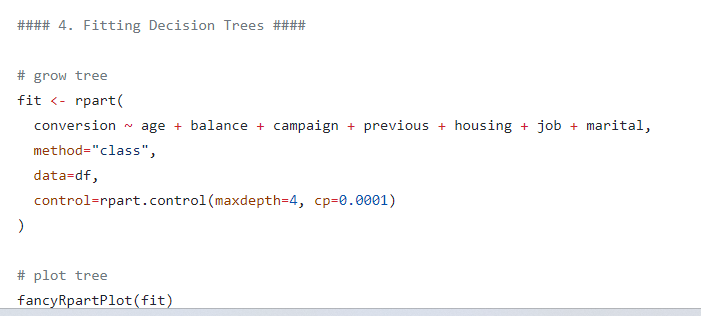 #### 4. Fitting Decision Trees ####
# grow tree
fit <- rpart(
conversion ~ age + balance + campaign + previous + housing + job + marital,
method="class",
data=df,
control=rpart.control(maxdepth=4, cp=0.0001)
)
# plot tree
fancyRpartPlot(fit)